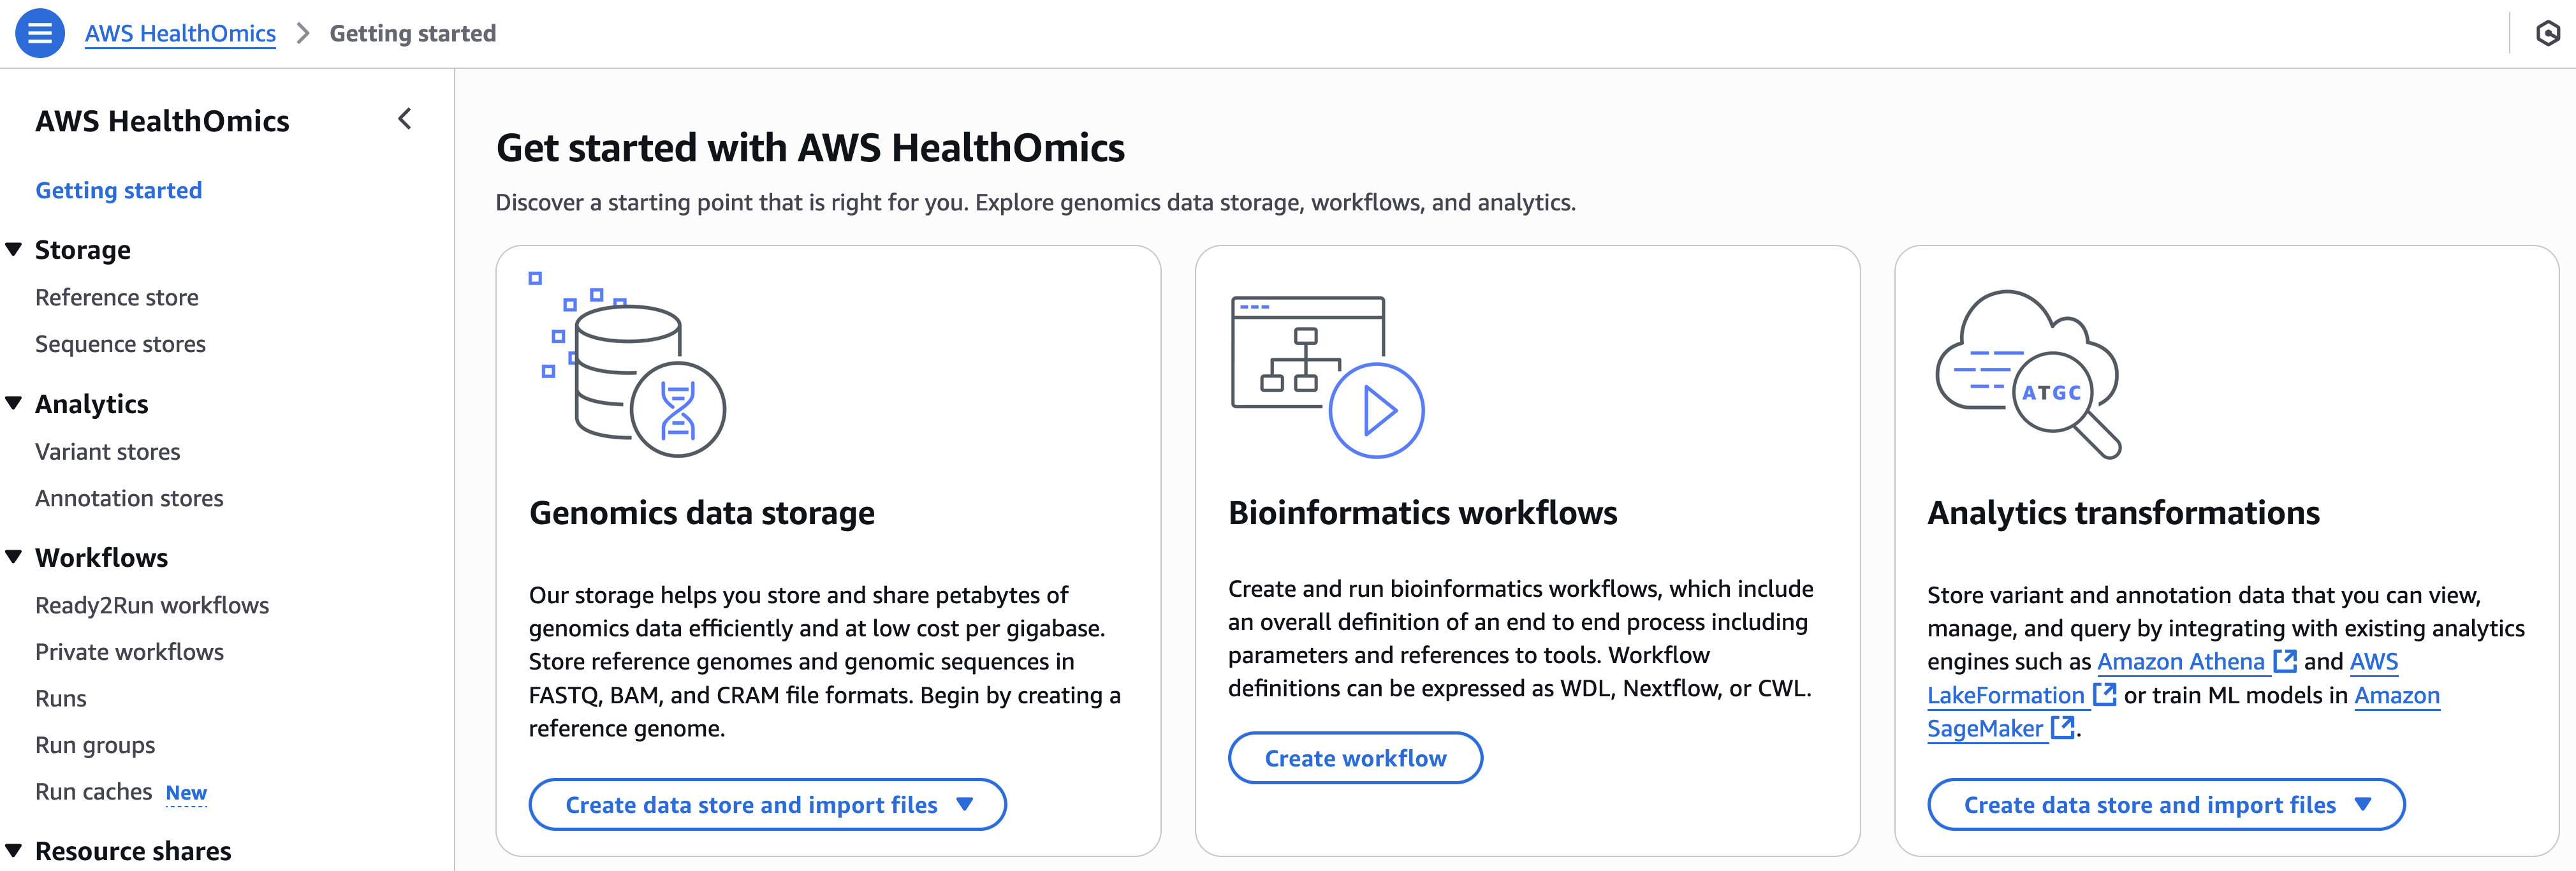 AWS HealthOmics > Getting started
AWS HealthOmics
Getting started
Storage
Reference store
Sequence stores
Analytics
Variant stores
Annotation stores
Workflows
Ready2Run workflows
Private workflows
Runs
Run groups
Run caches New
Resource shares
Get started with AWS HealthOmics
Discover a starting point that is right for you. Explore genomics data storage, workflows, and analytics.
Genomics data storage
Our storage helps you store and share petabytes of
genomics data efficiently and at low cost per gigabase.
Store reference genomes and genomic sequences in
FASTQ, BAM, and CRAM file formats. Begin by creating a
reference genome.
Create data store and import files
Bioinformatics workflows
Create and run bioinformatics workflows, which include
an overall definition of an end to end process including
parameters and references to tools. Workflow
definitions can be expressed as WDL, Nextflow, or CWL.
Create workflow
ATGC
Analytics transformations
Store variant and annotation data that you can view,
manage, and query by integrating with existing analytics
engines such as Amazon Athena and AWS
LakeFormation or train ML models in Amazon
SageMaker.
Create data store and import files